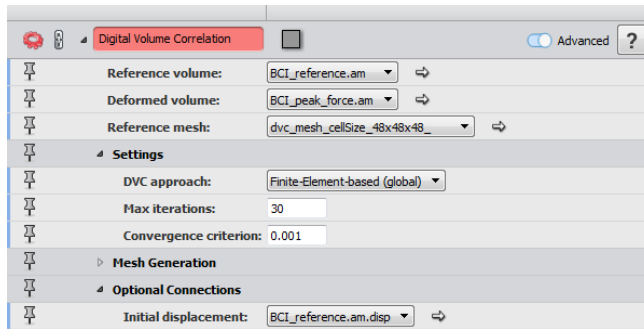 Digital Volume Correlation Advanced ?
Reference volume: BCI_reference.am
Deformed volume: BCI_peak_force.am
Reference mesh: dvc_mesh_cellSize_48x48x48_
Settings
DVC approach: Finite-Element-based (global)
Max iterations: 30
Convergence criterion: 0.001
Mesh Generation
Optional Connections
Initial displacement: BCI_reference.am.disp